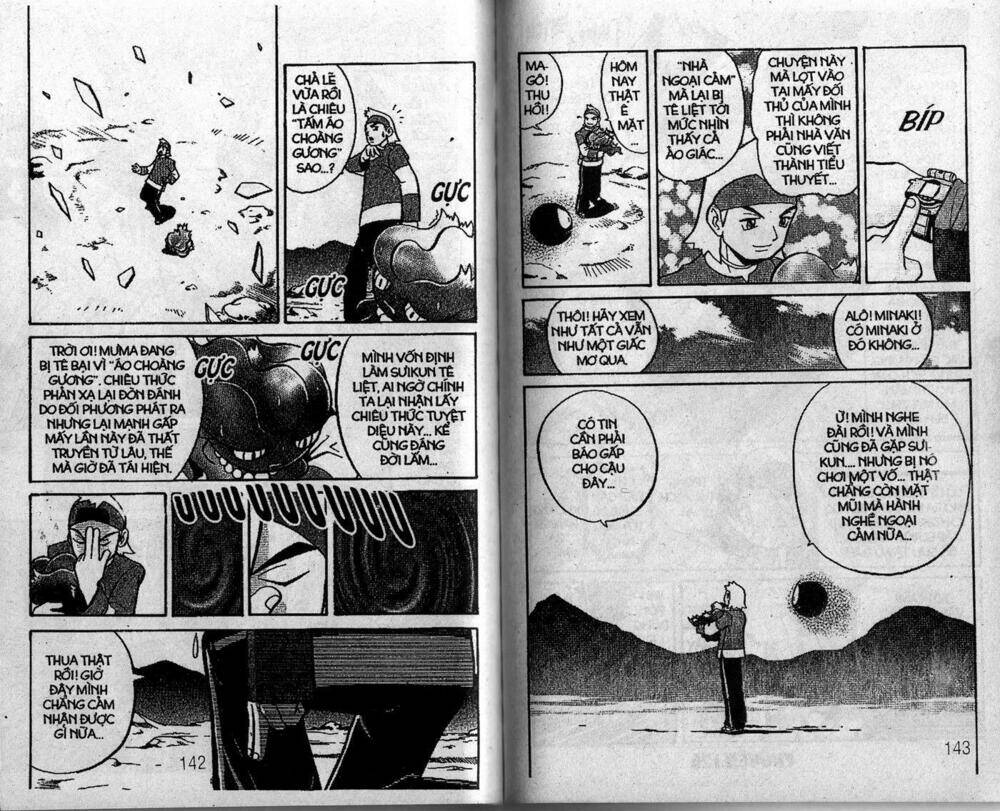 CHẢ LẼ
VỪA RỒI
LÀ CHIÊU
"TẤM ÁO
CHOÀNG
GƯƠNG"
SAO...?
GỰC
GỰC
TRỜI ƠI! MƯMA ĐANG
BỊ TÊ BẠI VÌ "ÁO CHOÀNG
GƯƠNG". CHIÊU THỨC
PHẢN XẠ LẠI ĐÒN ĐÁNH
DO ĐỐI PHƯƠNG PHÁT RA
NHƯNG LẠI MẠNH GẤP
MẤY LẦN NÀY ĐÃ THẤT
TRUYỀN TỪ LÂU, THẾ
MÀ GIỜ ĐÃ TÁI HIỆN.
GỰC
GỰC
MÌNH VỐN ĐỊNH
LÀM SUIKUN TÊ
LIỆT, AI NGỜ CHÍNH
TA LẠI NHẬN LẤY
CHIÊU THỨC TUYỆT
DIỆU NÀY... KỂ
CŨNG ĐÁNG
ĐỜI LẮM...
UUUUUUUUU
THUA THẬT
RỒI! GIỜ
ĐÂY MÌNH
CHẲNG CẢM
NHẬN ĐƯỢC
GÌ NỮA...
142
MA-
GÔ!
THU
HỒI!
HÔM
NAY
THẬT
Ê
MẶT
...
"NHÀ
NGOẠI CẢM"
MÀ LẠI BỊ
TÊ LIỆT TỚI
MỨC NHÌN
THẤY CẢ
ẢO GIÁC...
CHUYỆN NÀY
MÀ LỌT VÀO
TAI MẤY ĐỐI
THỦ CỦA MÌNH
THÌ KHÔNG
PHẢI NHÀ VĂN
CŨNG VIẾT
THÀNH TIỂU
THUYẾT...
BÍP
THÔI! HÃY XEM
NHƯ TẤT CẢ VẪN
NHƯ MỘT GIẤC
MƠ QUA.
ALÔ! MINAKI!
CÓ MINAKI Ở
ĐÓ KHÔNG...
CÓ TIN
CẦN PHẢI
BÁO GẤP
CHO CẬU
ĐÂY...
Ừ! MÌNH NGHE
ĐÀI RỒI! VÀ MÌNH
CŨNG ĐÃ GẶP SUI-
KUN.... NHƯNG BỊ NÓ
CHƠI MỘT VỐ... THẬT
CHẲNG CÒN MẶT
MŨI MÀ HÀNH
NGHỀ NGOẠI
CẢM NỮA...
143